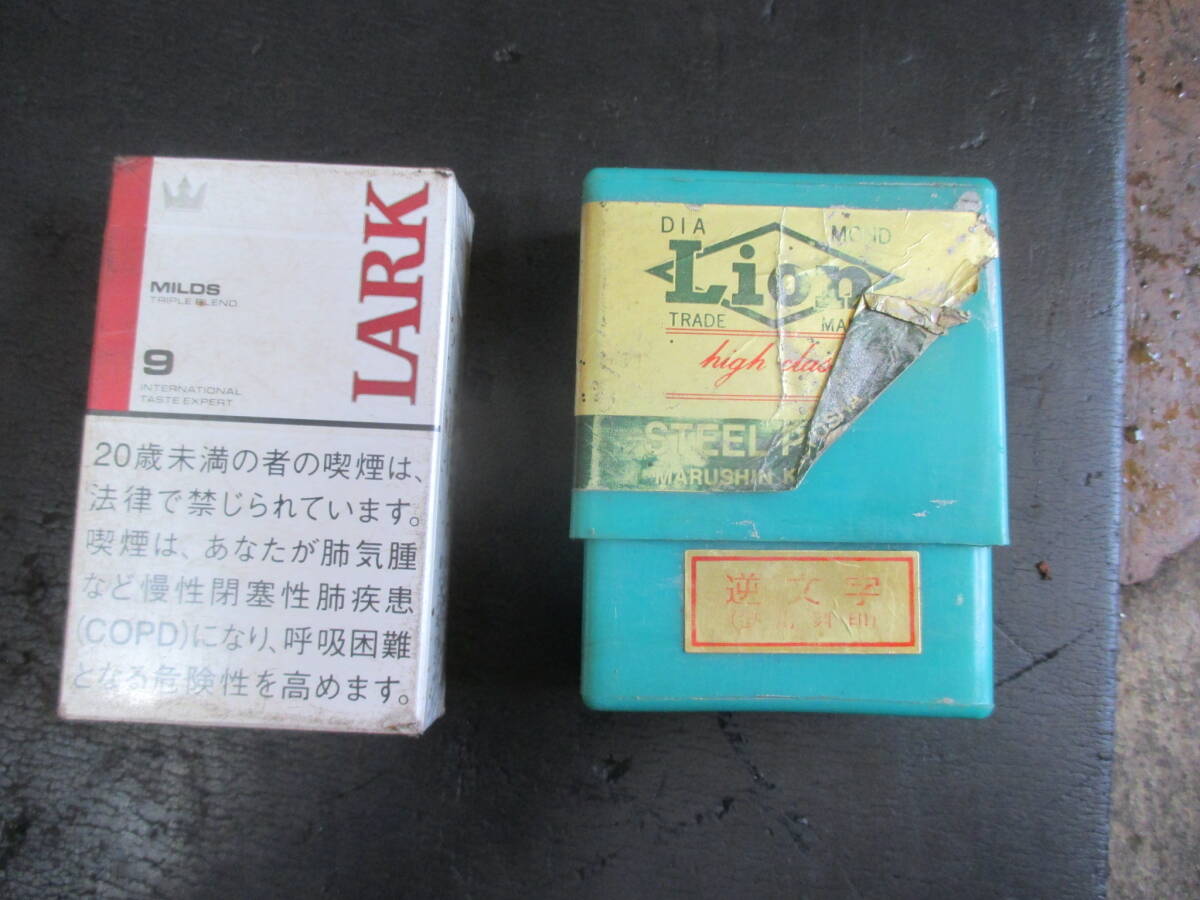 LARK
MILDS
TRIPLE BLEND
9
INTERNATIONAL
TASTE EXPERT
20歳未満の者の喫煙は、
法律で禁じられています。
喫煙は、あなたが肺気腫
など慢性閉塞性肺疾患
(COPD)になり、呼吸困難
となる危険性を高めます。
DIA MOND
Lion
TRADE MA
high clas
STEEL
MARUSHIN K
逆文字